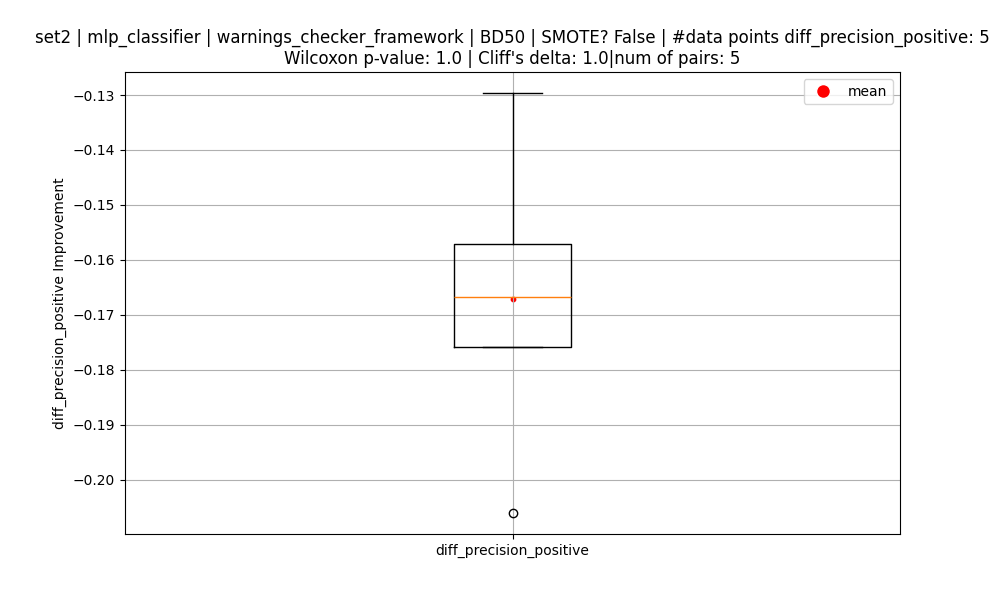 set2 | mlp_classifier | warnings_checker_framework | BD50 | SMOTE? False | #data points diff_precision_positive: 5
Wilcoxon p-value: 1.0 | Cliff's delta: 1.0|num of pairs: 5
mean
−0.13
−0.14
−0.15
−0.16
−0.17
−0.18
−0.19
−0.20
diff_precision_positive Improvement
diff_precision_positive